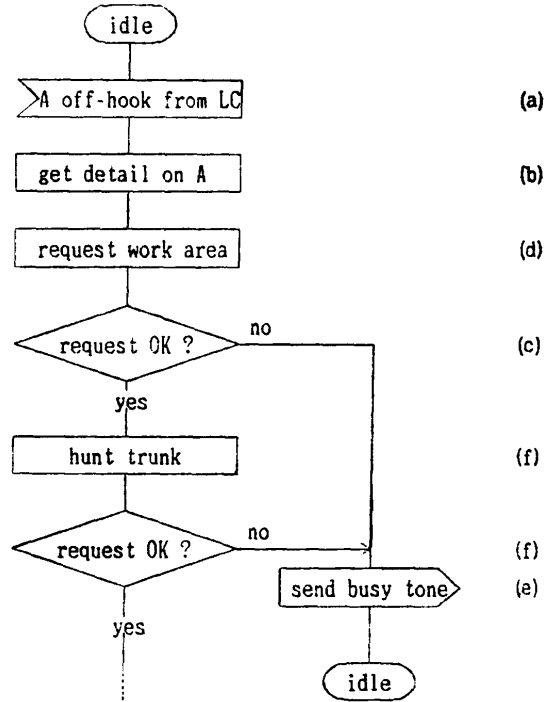 idle
A off-hook from LC (a)
get detail on A (b)
request work area (d)
request OK ? no (c)
yes
hunt trunk (f)
request OK ? no (f)
send busy tone (e)
yes
idle